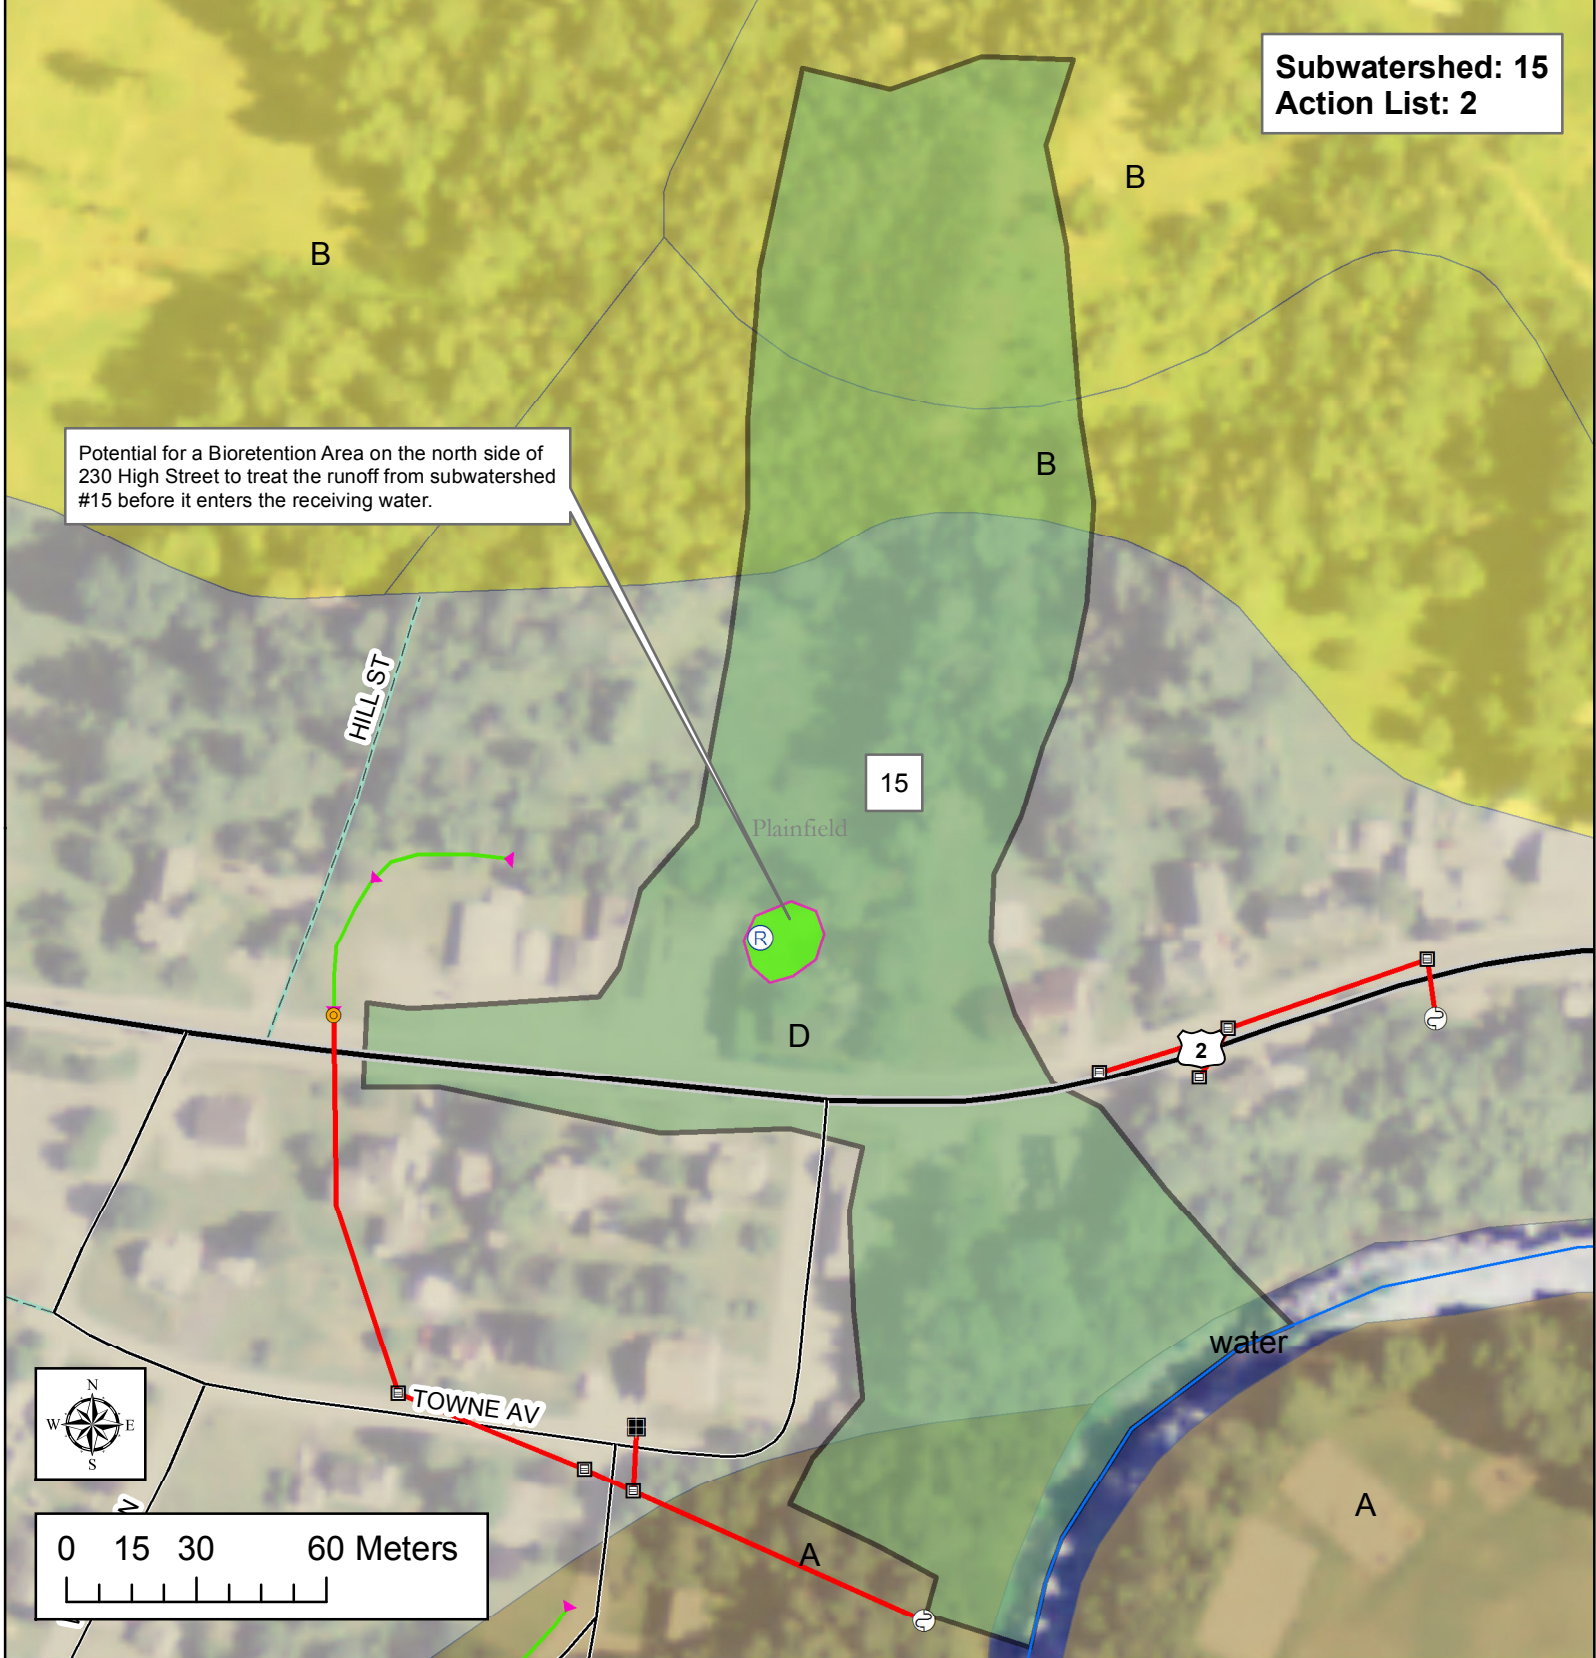 Subwatershed: 15
Action List: 2
B
B
Potential for a Bioretention Area on the north side of
230 High Street to treat the runoff from subwatershed
#15 before it enters the receiving water.
B
HILL ST
15
Plainfield
R
D
2
water
TOWNE AV
N
W E
S
A
A
0 15 30 60 Meters